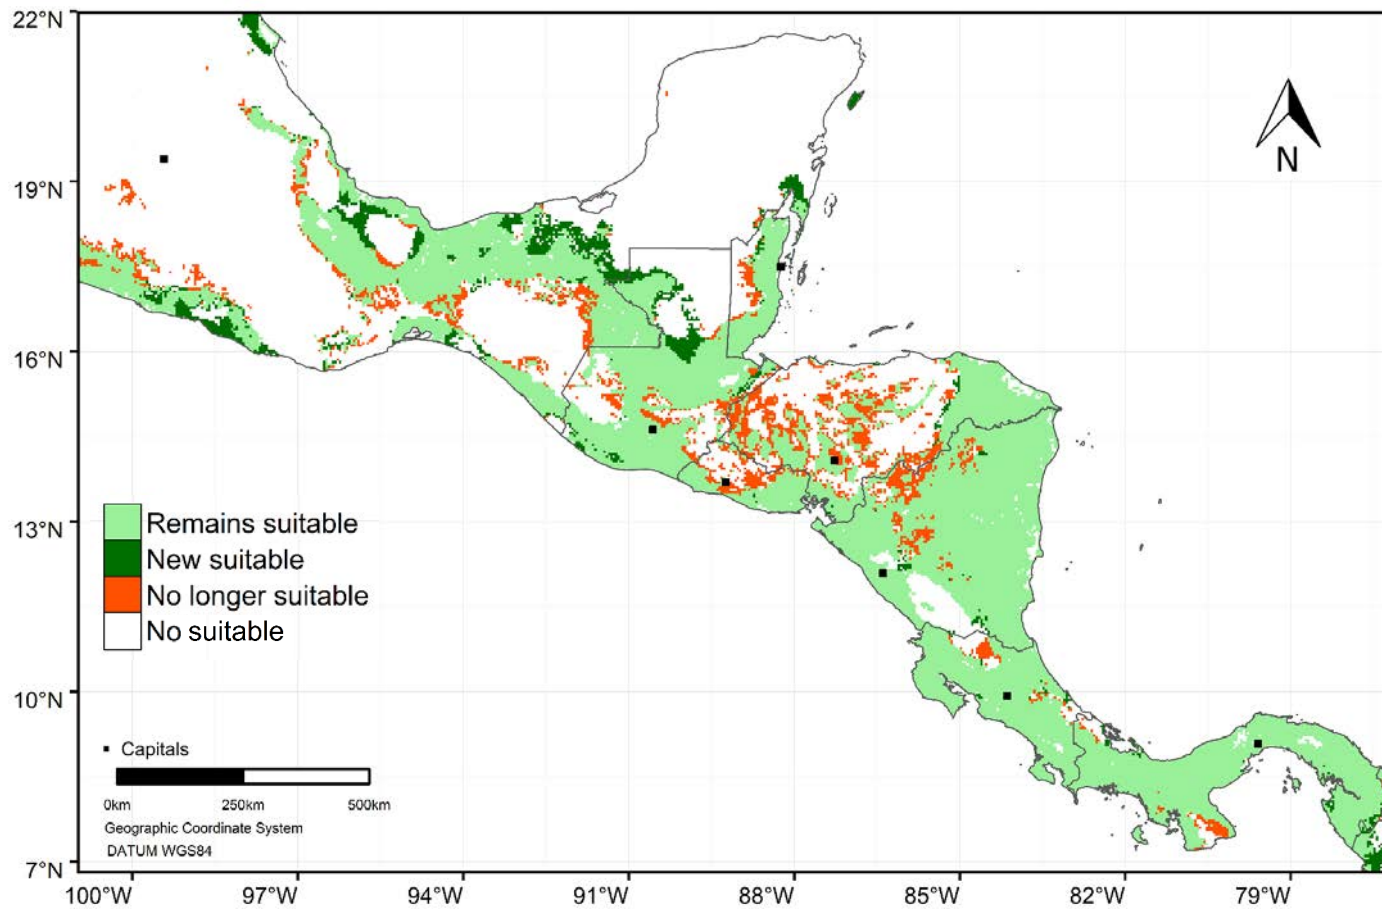 22°N
19°N
16°N
13°N
10°N
7°N
N
Remains suitable
New suitable
No longer suitable
No suitable
Capitals
0km 250km 500km
Geographic Coordinate System
DATUM WGS84
100°W 97°W 94°W 91°W 88°W 85°W 82°W 79°W